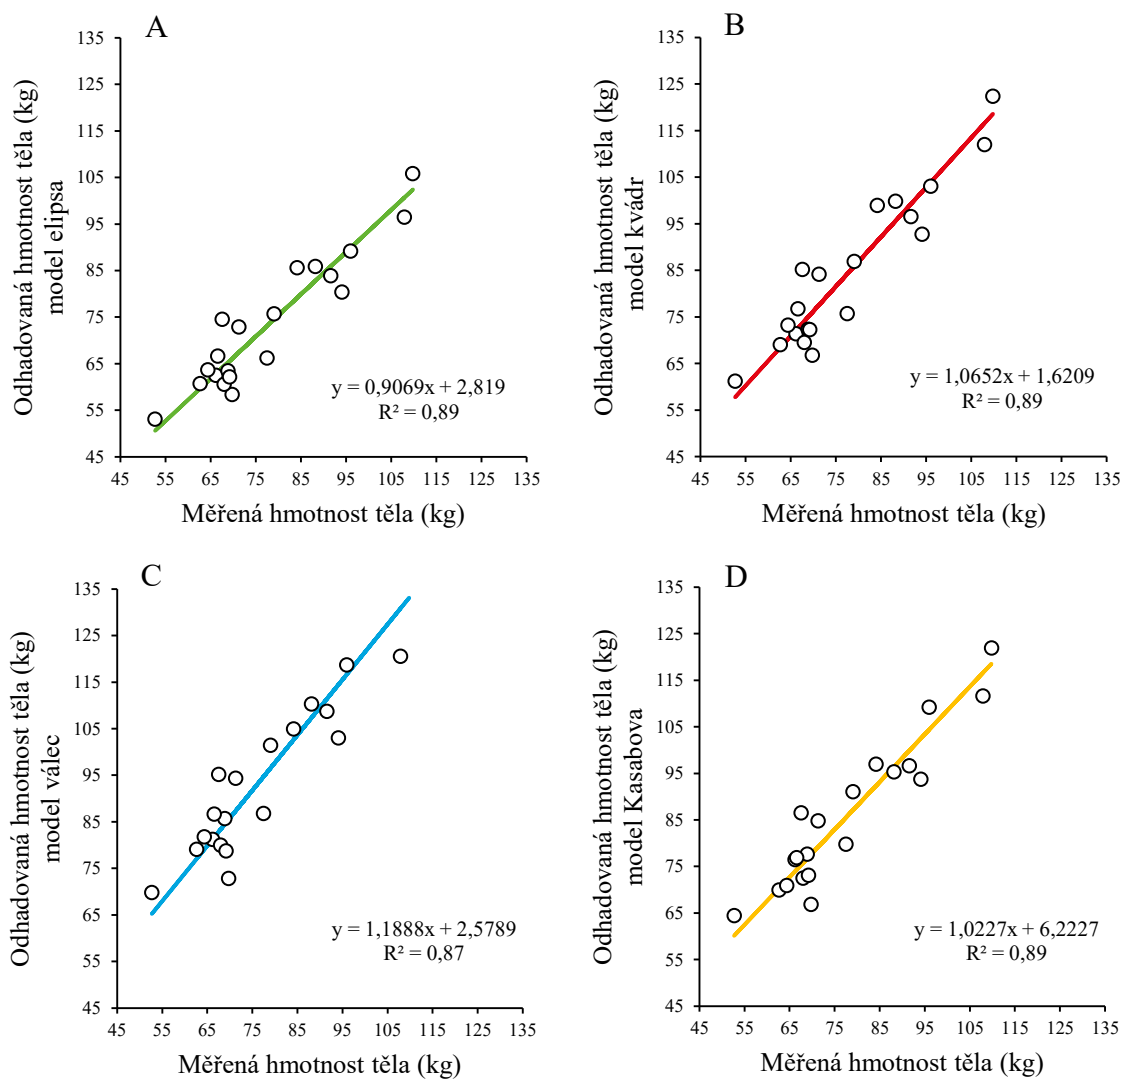 A
Odhadovaná hmotnost těla (kg)
model elipsa
135
125
115
105
95
85
75
65
55
45
y = 0,9069x + 2,819
R² = 0,89
45 55 65 75 85 95 105 115 125 135
Měřená hmotnost těla (kg)
B
Odhadovaná hmotnost těla (kg)
model kvádr
135
125
115
105
95
85
75
65
55
45
y = 1,0652x + 1,6209
R² = 0,89
45 55 65 75 85 95 105 115 125 135
Měřená hmotnost těla (kg)
C
Odhadovaná hmotnost těla (kg)
model válec
135
125
115
105
95
85
75
65
55
45
y = 1,1888x + 2,5789
R² = 0,87
45 55 65 75 85 95 105 115 125 135
Měřená hmotnost těla (kg)
D
Odhadovaná hmotnost těla (kg)
model Kasabova
135
125
115
105
95
85
75
65
55
45
y = 1,0227x + 6,2227
R² = 0,89
45 55 65 75 85 95 105 115 125 135
Měřená hmotnost těla (kg)